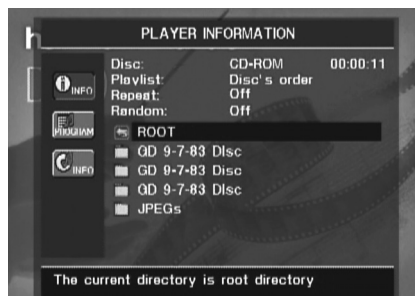 PLAYER INFORMATION
Disc: CD-ROM 00:00:11
Playlist: Disc's order
Repeat: Off
Random: Off
INFO
PROGRAM
INFO
ROOT
GD 9-7-83 Disc
GD 9-7-83 Disc
GD 9-7-83 Disc
JPEGs
The current directory is root directory